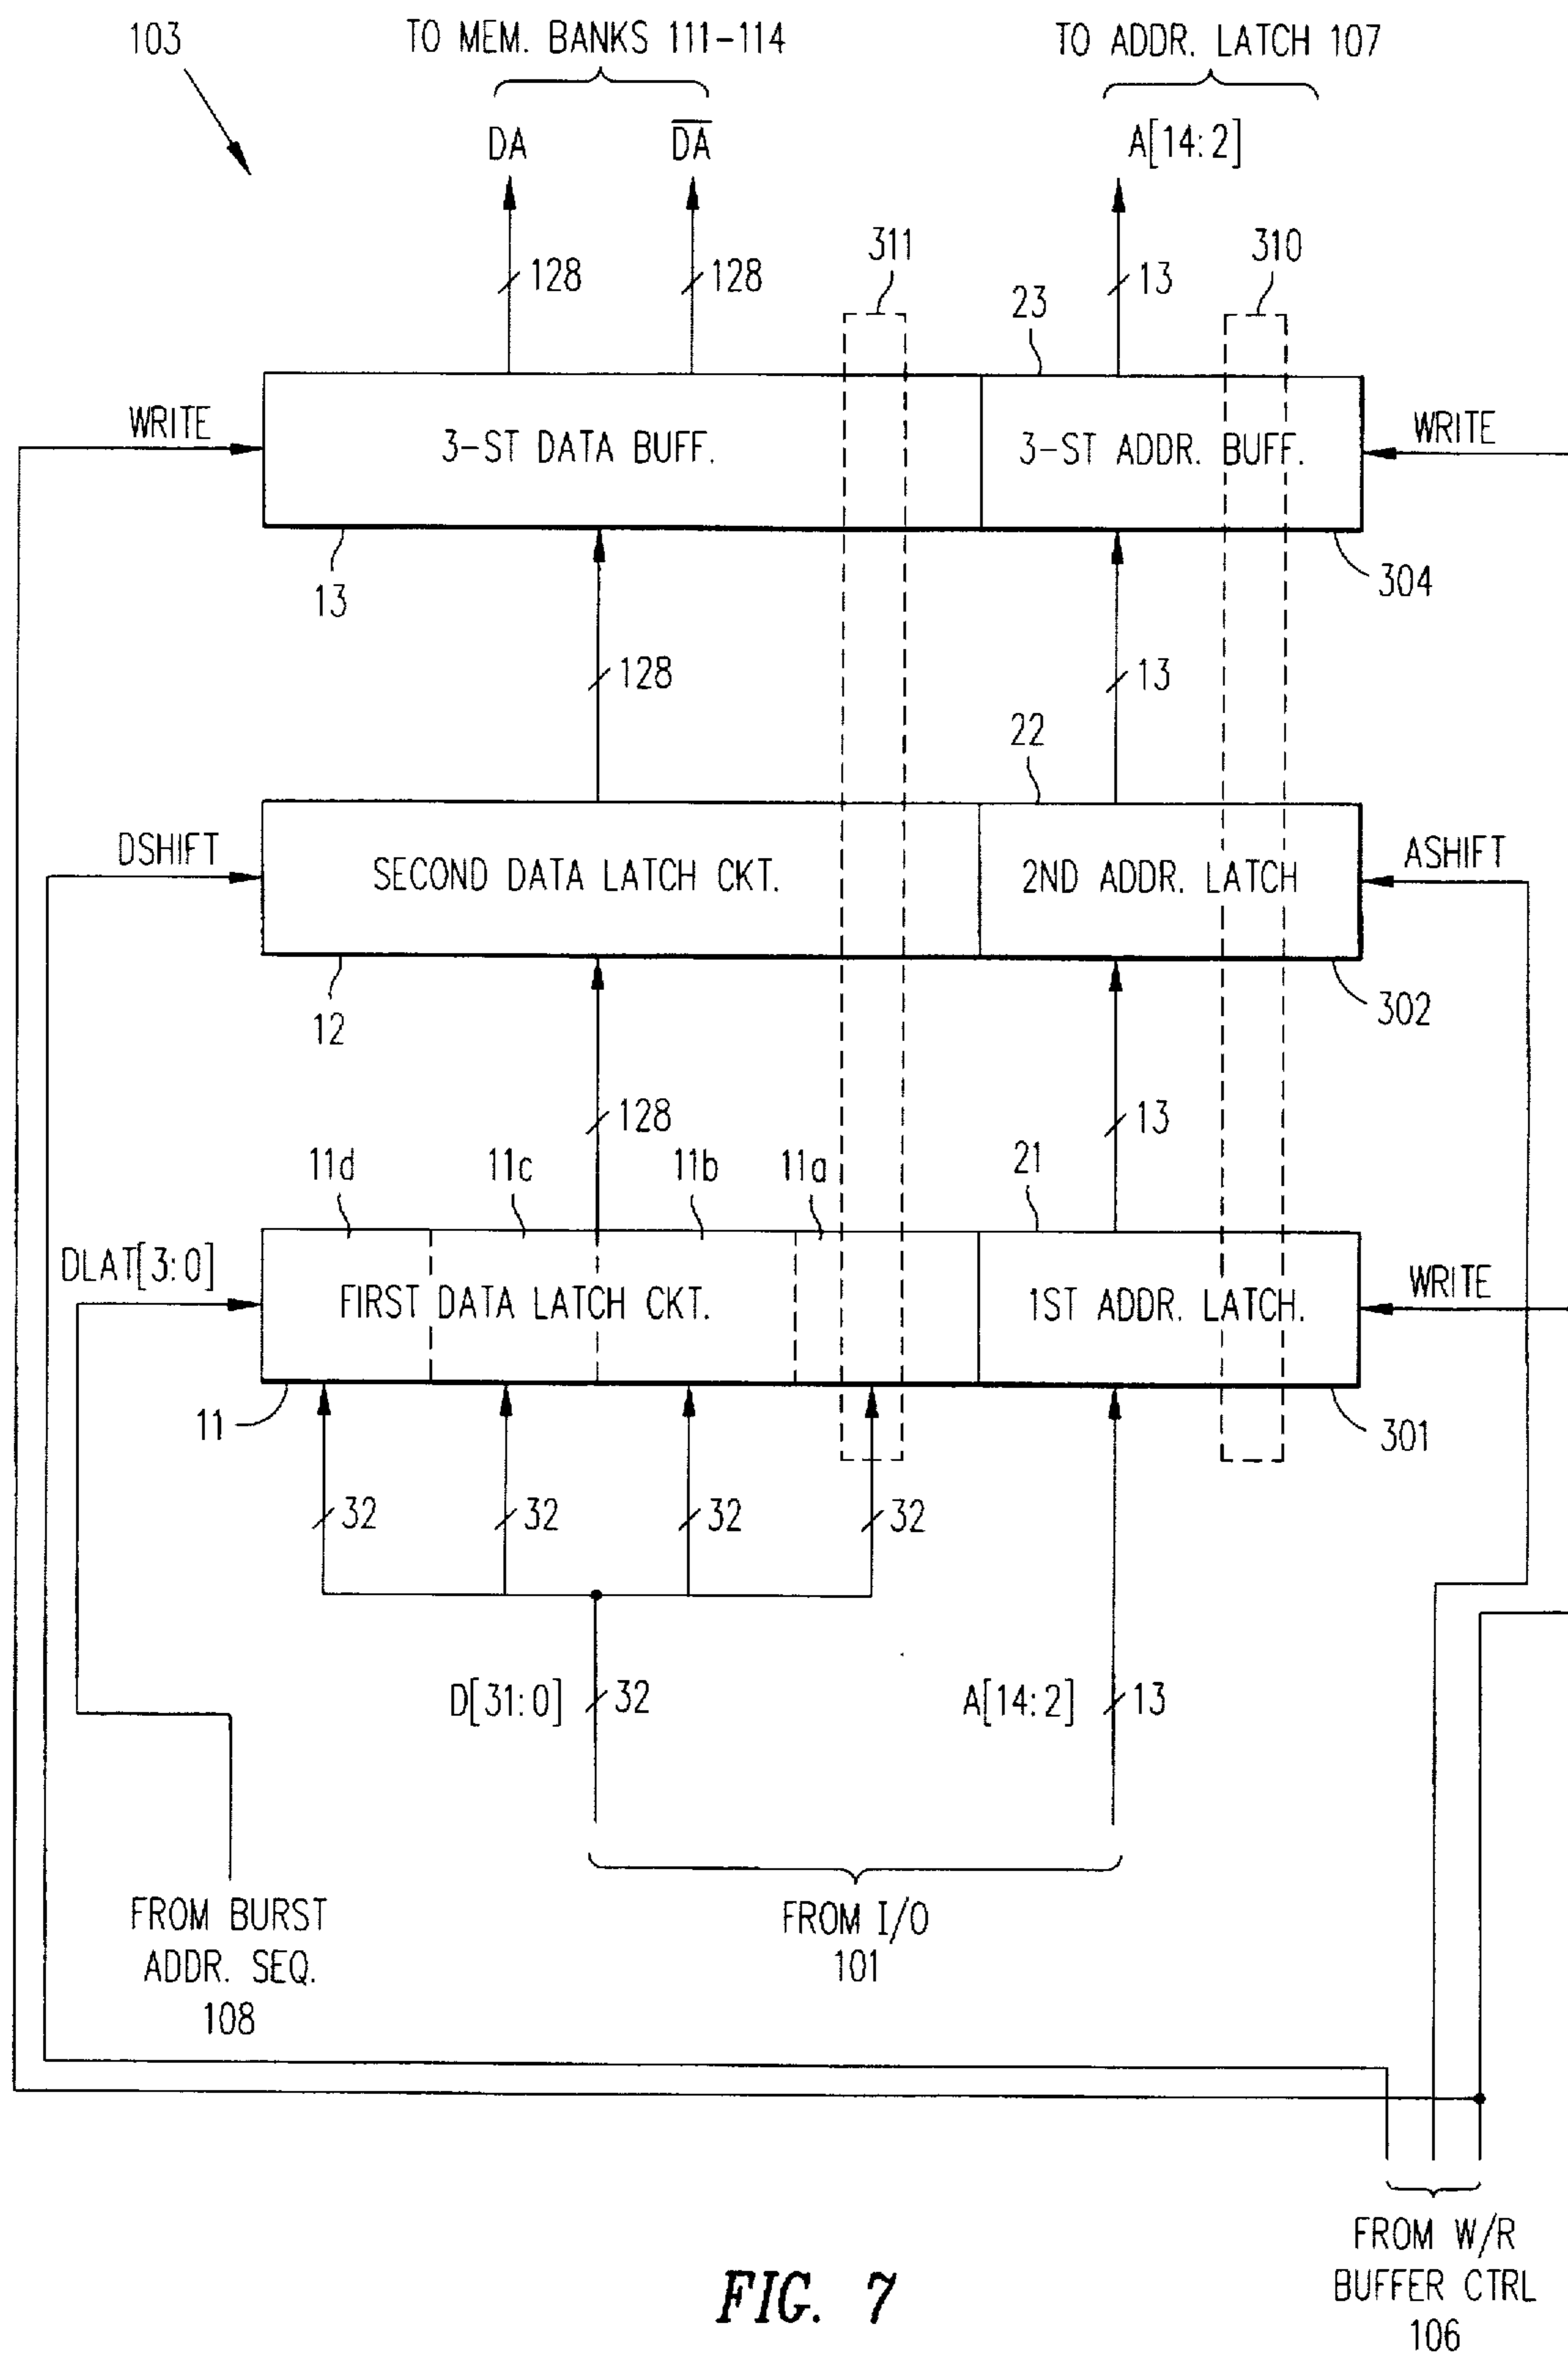 103
TO MEM. BANKS 111-114
TO ADDR. LATCH 107
DA
DA
A[14:2]
128
128
311
23
13
310
WRITE
3-ST DATA BUFF.
3-ST ADDR. BUFF.
WRITE
13
304
128
13
22
DSHIFT
SECOND DATA LATCH CKT.
2ND ADDR. LATCH
ASHIFT
12
302
128
13
11d
11c
11b
11a
21
DLAT[3:0]
FIRST DATA LATCH CKT.
1ST ADDR. LATCH.
WRITE
11
301
32
32
32
32
D[31:0]
32
A[14:2]
13
FROM BURST
ADDR. SEQ.
108
FROM I/O
101
FROM W/R
BUFFER CTRL
106
FIG. 7